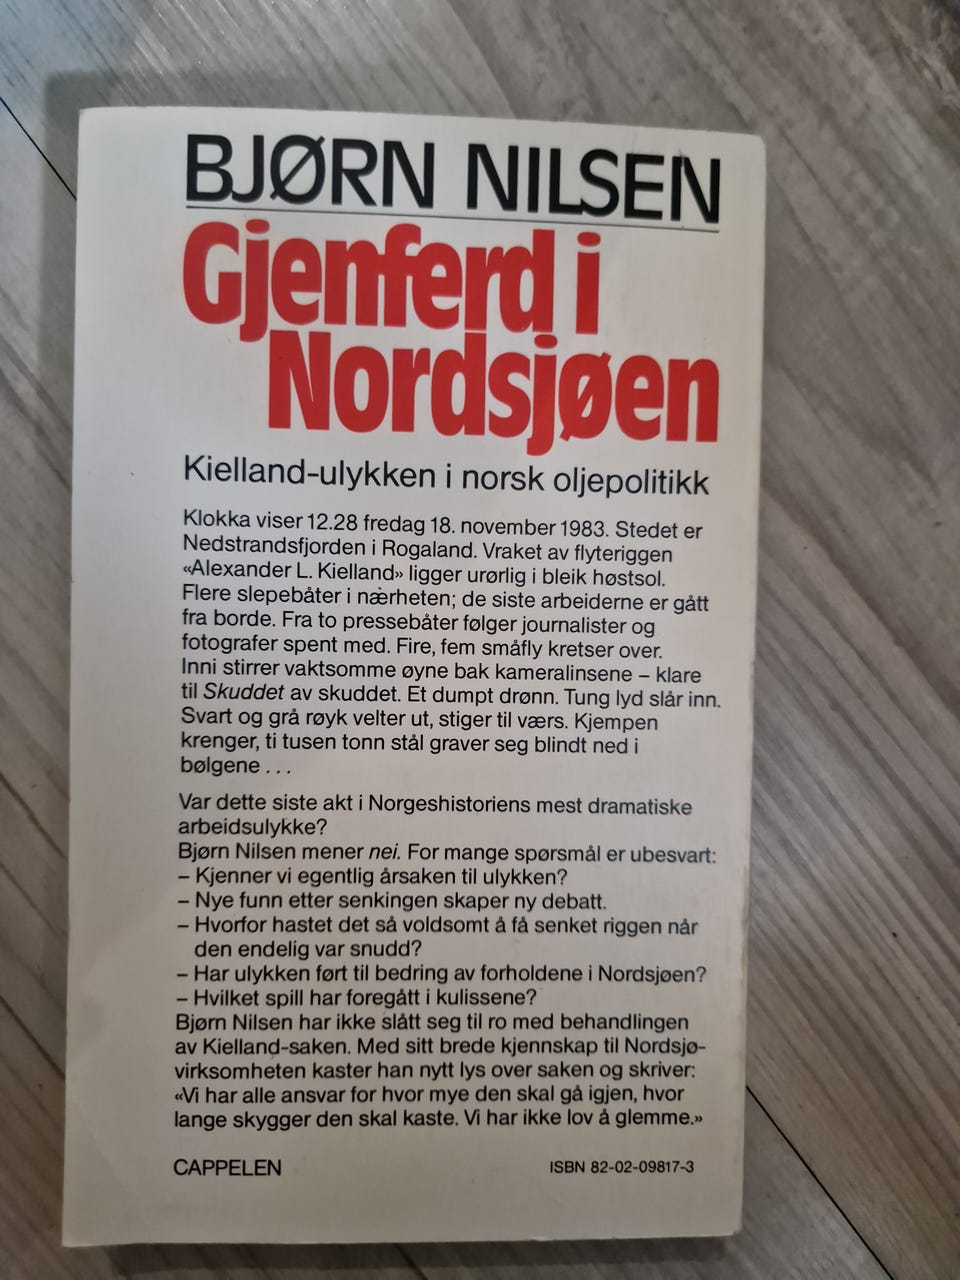 BJØRN NILSEN
Gjenferd i
Nordsjøen
Kielland-ulykken i norsk oljepolitikk
Klokka viser 12.28 fredag 18. november 1983. Stedet er
Nedstrandsfjorden i Rogaland. Vraket av flyteriggen
«Alexander L. Kielland» ligger urørlig i bleik høstsol.
Flere slepebåter i nærheten; de siste arbeiderne er gått
fra borde. Fra to pressebåter følger journalister og
fotografer spent med. Fire, fem småfly kretser over.
Inni stirrer vaktsomme øyne bak kameralinsene – klare
til Skuddet av skuddet. Et dumpt drønn. Tung lyd slår inn.
Svart og grå røyk velter ut, stiger til værs. Kjempen
krenger, ti tusen tonn stål graver seg blindt ned i
bølgene . . .
Var dette siste akt i Norgeshistoriens mest dramatiske
arbeidsulykke?
Bjørn Nilsen mener nei. For mange spørsmål er ubesvart:
– Kjenner vi egentlig årsaken til ulykken?
– Nye funn etter senkingen skaper ny debatt.
– Hvorfor hastet det så voldsomt å få senket riggen når
den endelig var snudd?
– Har ulykken ført til bedring av forholdene i Nordsjøen?
– Hvilket spill har foregått i kulissene?
Bjørn Nilsen har ikke slått seg til ro med behandlingen
av Kielland-saken. Med sitt brede kjennskap til Nordsjø-
virksomheten kaster han nytt lys over saken og skriver:
«Vi har alle ansvar for hvor mye den skal gå igjen, hvor
lange skygger den skal kaste. Vi har ikke lov å glemme.»
CAPPELEN
ISBN 82-02-09817-3